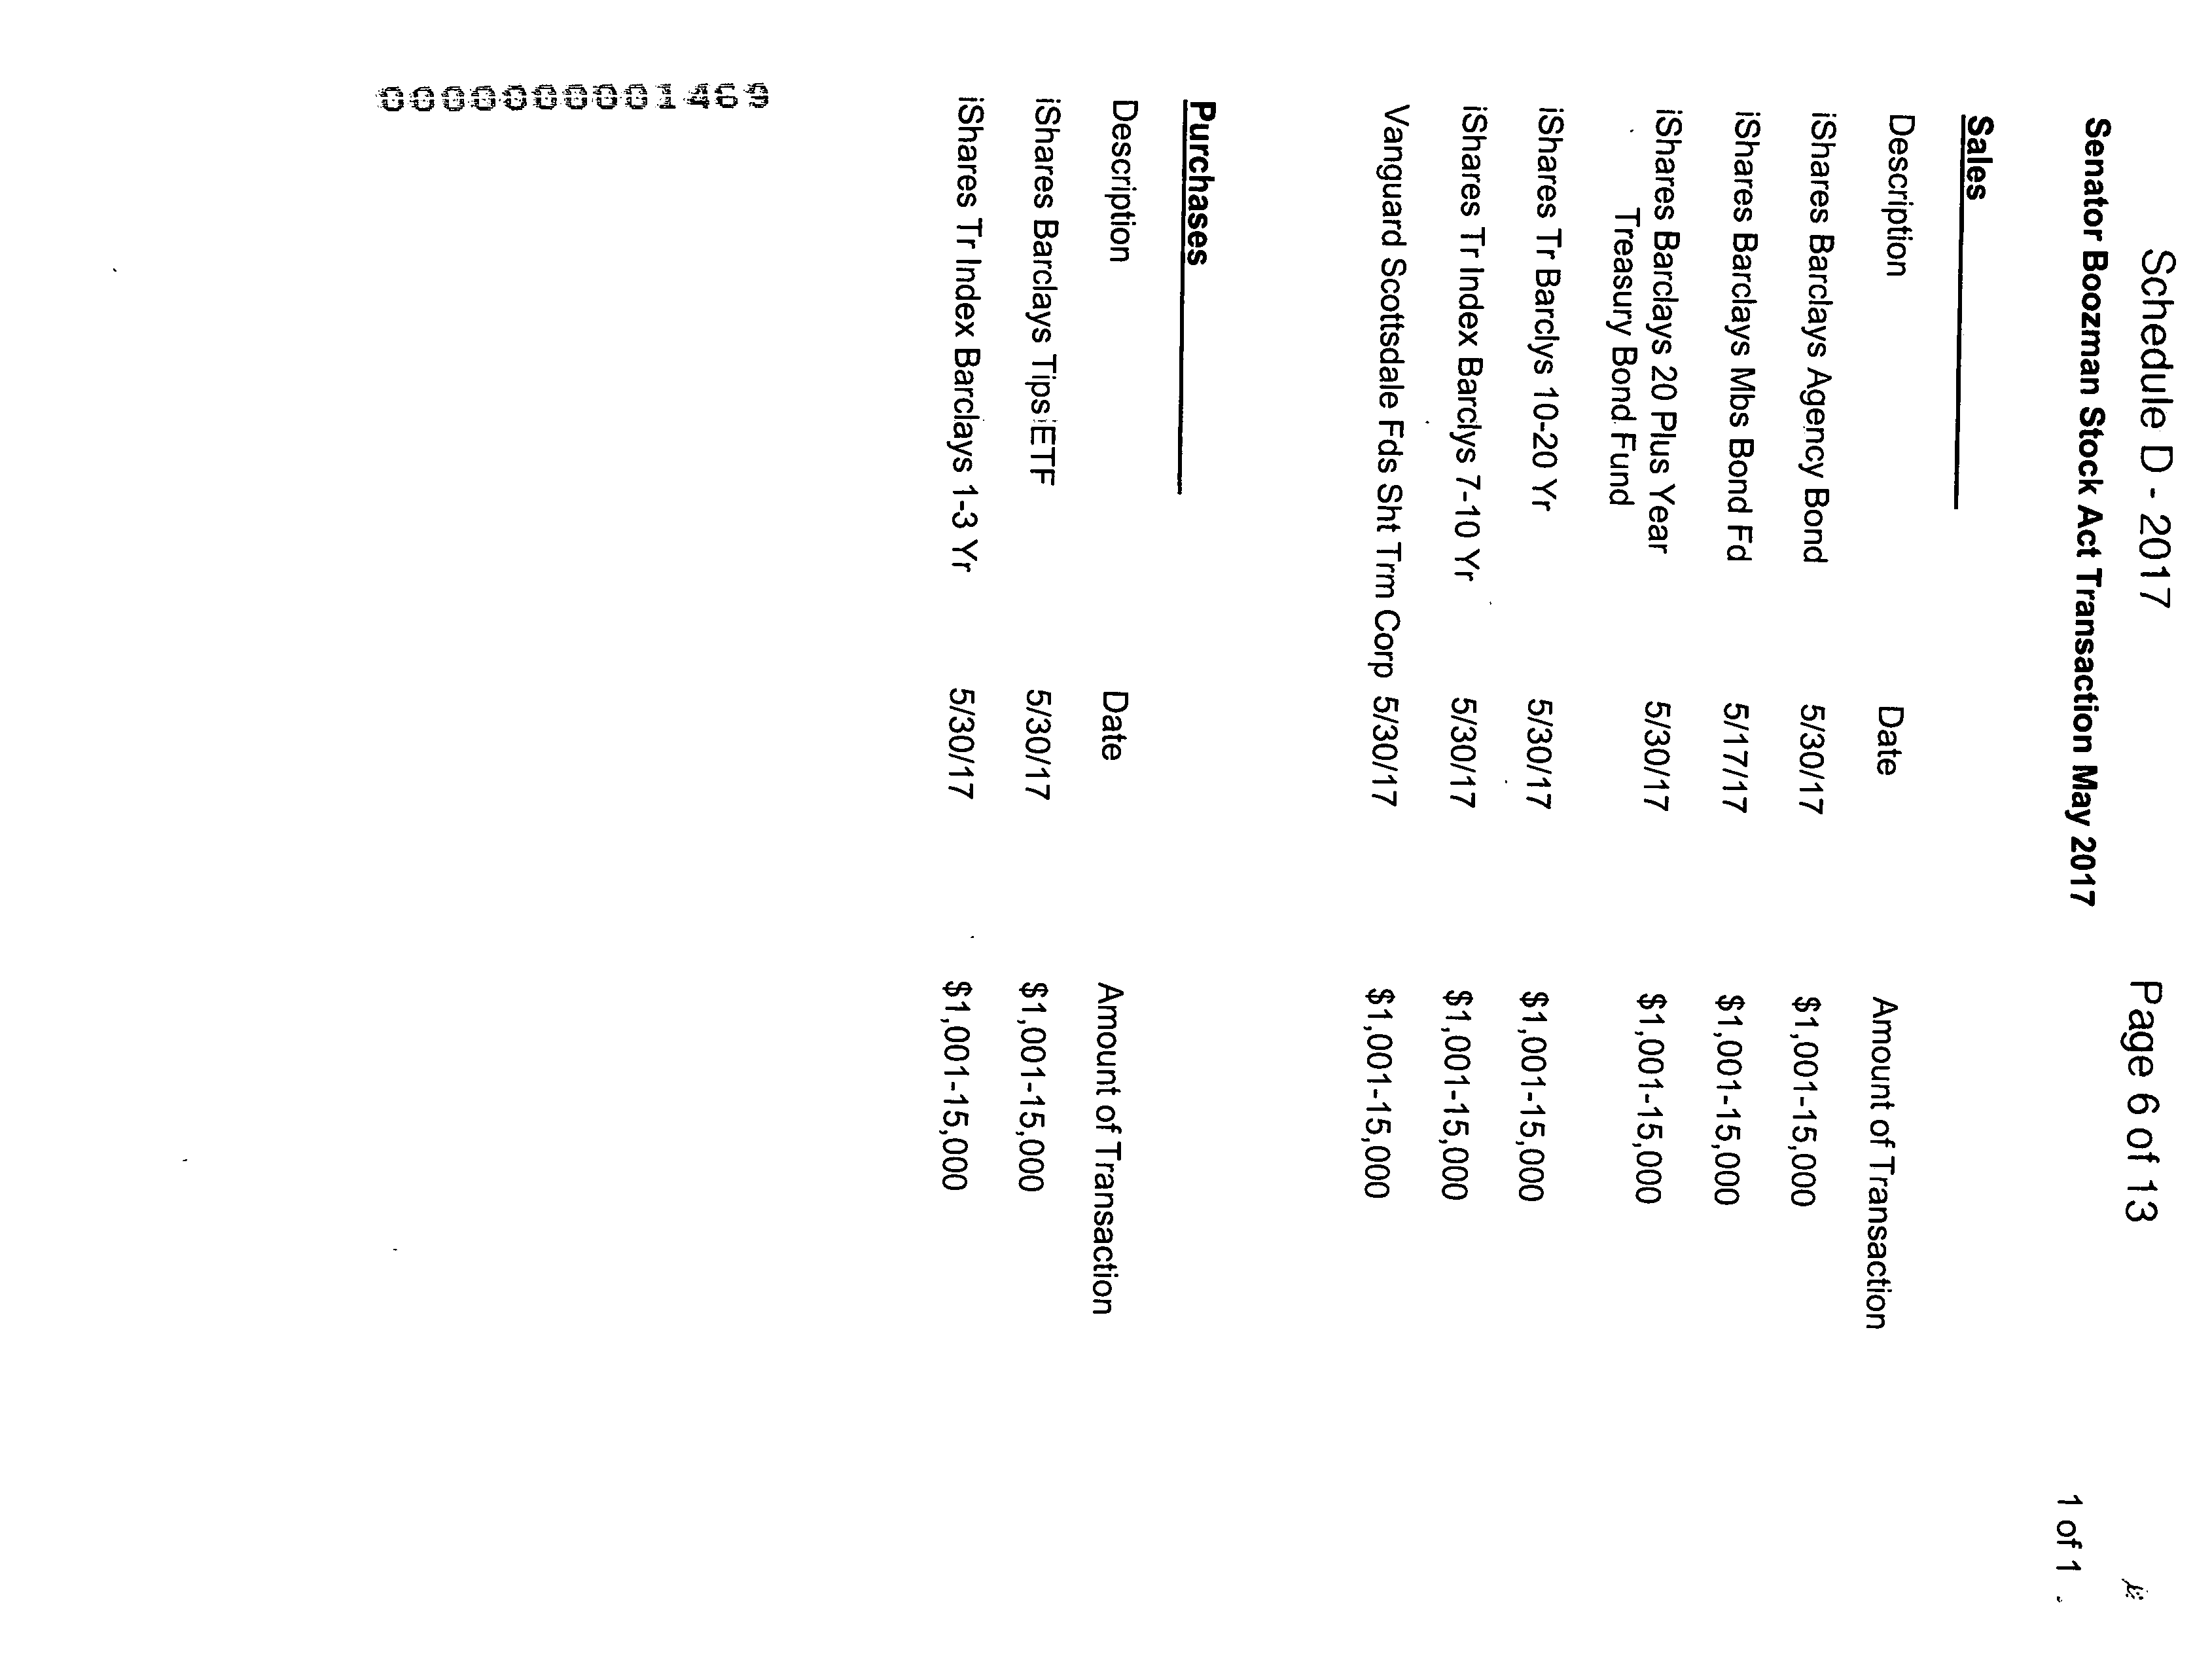 Schedule D - 2017 Page 6 of 13
Senator Boozman Stock Act Transaction May 2017 1 of 1
Sales
Description Date Amount of Transaction
iShares Barclays Agency Bond 5/30/17 $1,001-15,000
iShares Barclays Mbs Bond Fd 5/17/17 $1,001-15,000
iShares Barclays 20 Plus Year 5/30/17 $1,001-15,000
Treasury Bond Fund
iShares Tr Barclys 10-20 Yr 5/30/17 $1,001-15,000
iShares Tr Index Barclys 7-10 Yr 5/30/17 $1,001-15,000
Vanguard Scottsdale Fds Sht Trm Corp 5/30/17 $1,001-15,000
Purchases
Description Date Amount of Transaction
iShares Barclays Tips ETF 5/30/17 $1,001-15,000
iShares Tr Index Barclays 1-3 Yr 5/30/17 $1,001-15,000